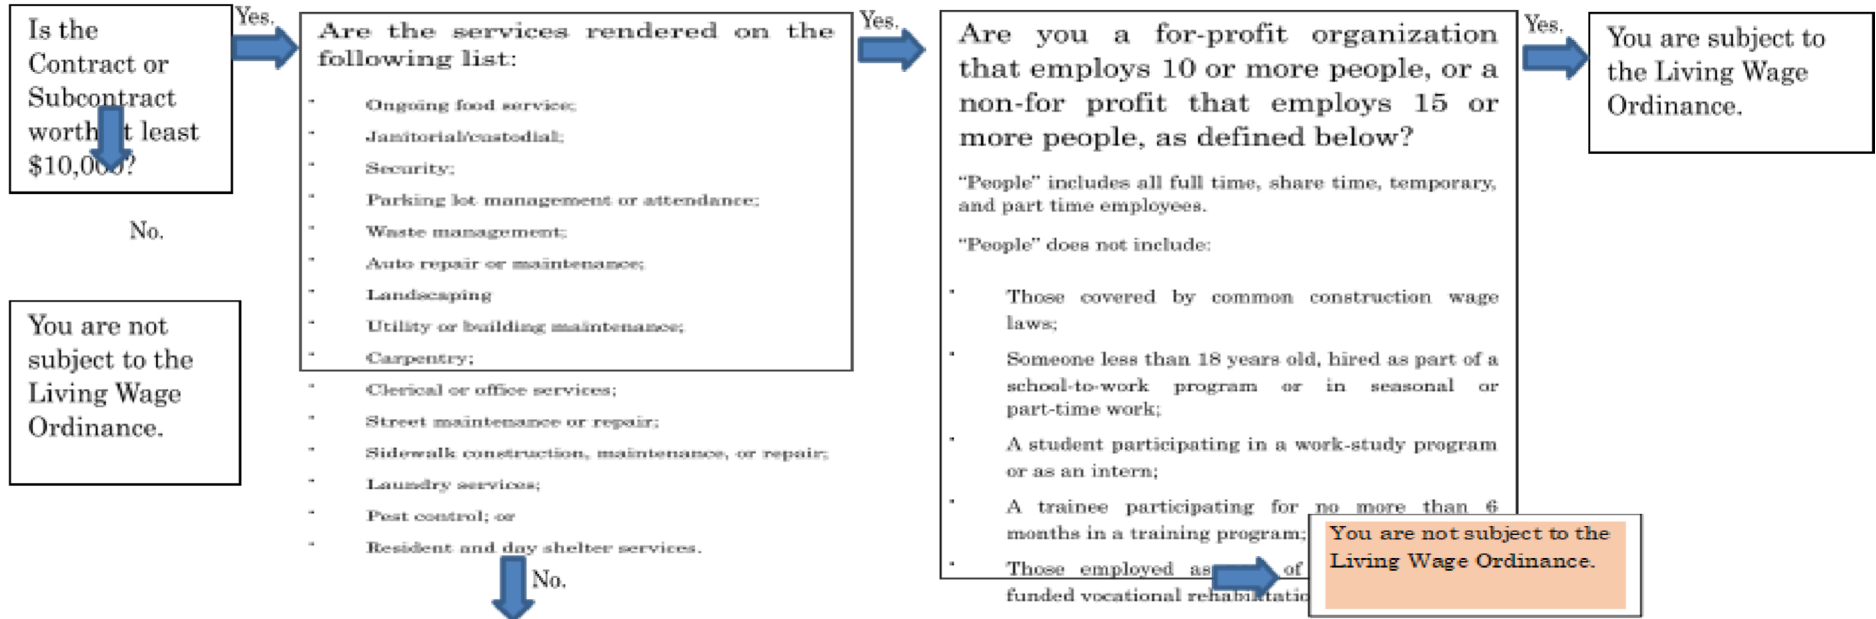 Is the
Contract or
Subcontract
worth at least
$10,000?
Yes.
No.
You are not
subject to the
Living Wage
Ordinance.
Are the services rendered on the
following list:
Ongoing food service;
Janitorial/custodial;
Security;
Parking lot management or attendance;
Waste management;
Auto repair or maintenance;
Landscaping
Utility or building maintenance;
Carpentry;
Clerical or office services;
Street maintenance or repair;
Sidewalk construction, maintenance, or repair;
Laundry services;
Pest control; or
Resident and day shelter services.
No.
Yes.
Are you a for-profit organization
that employs 10 or more people, or a
non-for profit that employs 15 or
more people, as defined below?
“People” includes all full time, share time, temporary,
and part time employees.
“People” does not include:
Those covered by common construction wage
laws;
Someone less than 18 years old, hired as part of a
school-to-work program or in seasonal or
part-time work;
A student participating in a work-study program
or as an intern;
A trainee participating for no more than 6
months in a training program;
Those employed as of
funded vocational
You are not subject to the
Living Wage Ordinance.
Yes.
You are subject to
the Living Wage
Ordinance.